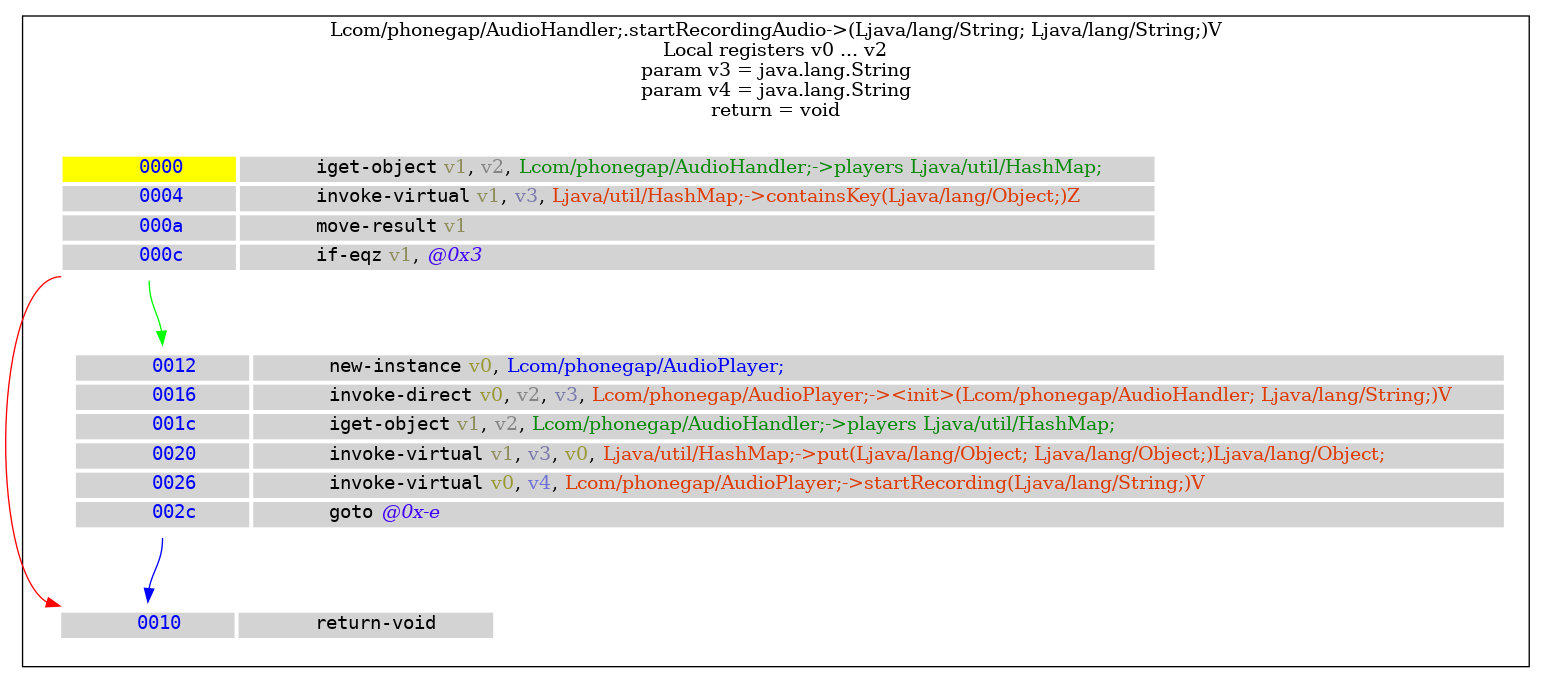 Lcom/phonegap/AudioHandler;.startRecordingAudio->(Ljava/lang/String; Ljava/lang/String;)V
Local registers v0 ... v2
param v3 = java.lang.String
param v4 = java.lang.String
return = void
0000 iget-object v1, v2, Lcom/phonegap/AudioHandler;->players Ljava/util/HashMap;
0004 invoke-virtual v1, v3, Ljava/util/HashMap;->containsKey(Ljava/lang/Object;)Z
000a move-result v1
000c if-eqz v1, @0x3
0012 new-instance v0, Lcom/phonegap/AudioPlayer;
0016 invoke-direct v0, v2, v3, Lcom/phonegap/AudioPlayer;-><init>(Lcom/phonegap/AudioHandler; Ljava/lang/String;)V
001c iget-object v1, v2, Lcom/phonegap/AudioHandler;->players Ljava/util/HashMap;
0020 invoke-virtual v1, v3, v0, Ljava/util/HashMap;->put(Ljava/lang/Object; Ljava/lang/Object;)Ljava/lang/Object;
0026 invoke-virtual v0, v4, Lcom/phonegap/AudioPlayer;->startRecording(Ljava/lang/String;)V
002c goto @0x-e
0010 return-void